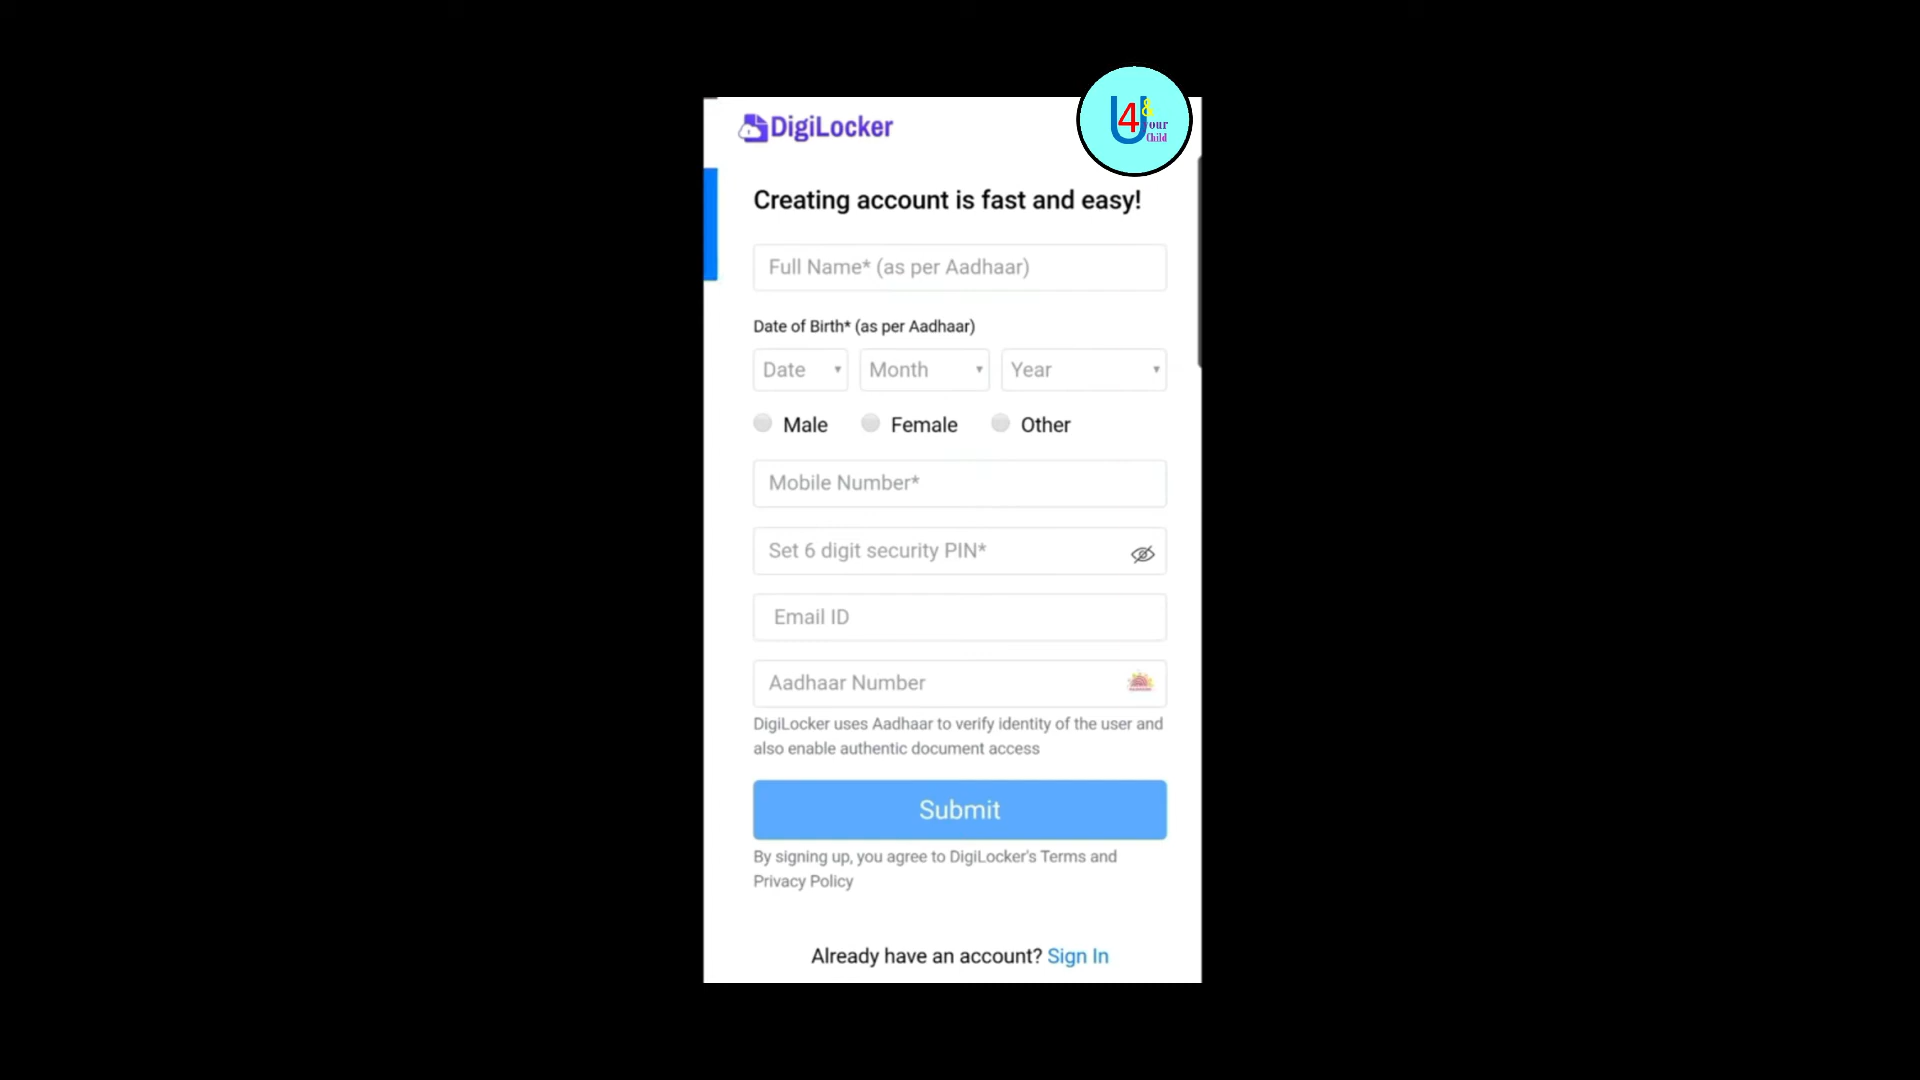 DigiLocker
U 4 & your Child
Creating account is fast and easy!
Full Name* (as per Aadhaar)
Date of Birth* (as per Aadhaar)
Date Month Year
Male Female Other
Mobile Number*
Set 6 digit security PIN*
Email ID
Aadhaar Number
DigiLocker uses Aadhaar to verify identity of the user and
also enable authentic document access
Submit
By signing up, you agree to DigiLocker's Terms and
Privacy Policy
Already have an account? Sign In